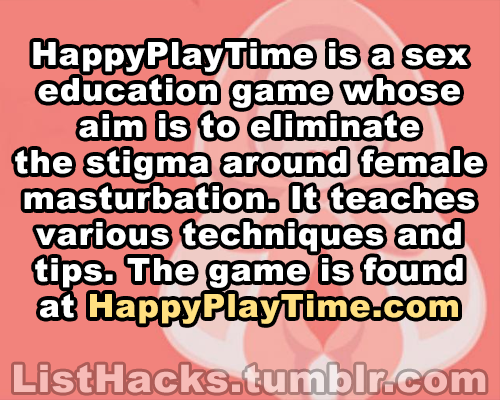 HappyPlayTime is a sex
education game whose
aim is to eliminate
the stigma around female
masturbation. It teaches
various techniques and
tips. The game is found
at HappyPlayTime.com
ListHacks.tumblr.com